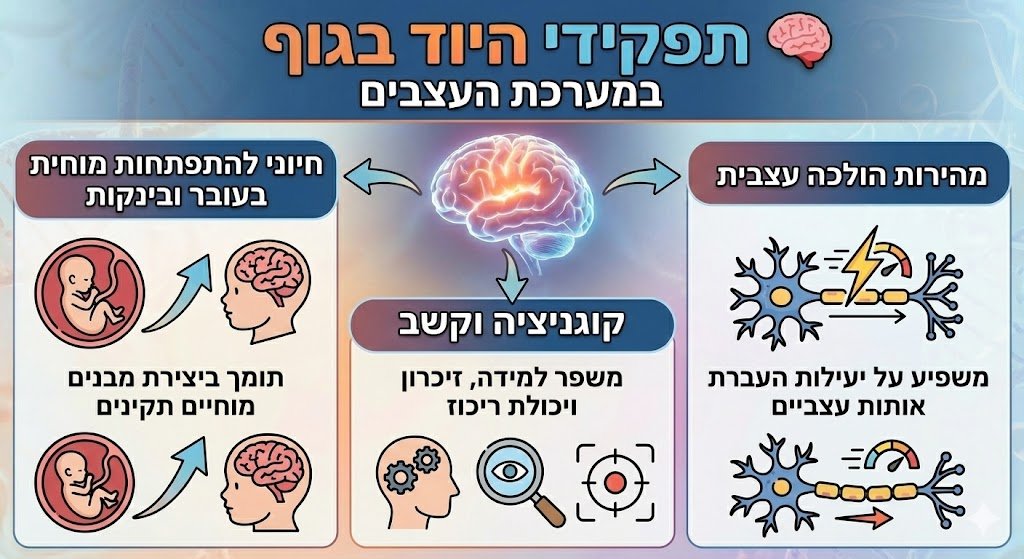 תפקידי היוד בגוף
במערכת העצבים
מהירות הולכה עצבית
משפיע על יעילות העברת
אותות עצביים
קוגניציה וקשב
משפר למידה, זיכרון
ויכולת ריכוז
חיוני להתפתחות מוחית
בעובר ובינקות
תומך ביצירת מבנים
מוחיים תקינים